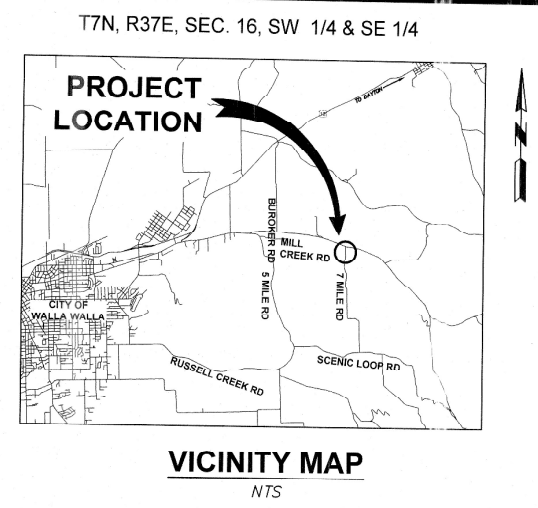 T7N, R37E, SEC. 16, SW 1/4 & SE 1/4
PROJECT
LOCATION
TO DAYTON
N
BUROKER RD
MILL
CREEK RD
5 MILE RD
7 MILE RD
CITY OF
WALLA WALLA
RUSSELL CREEK RD
SCENIC LOOP RD
VICINITY MAP
NTS